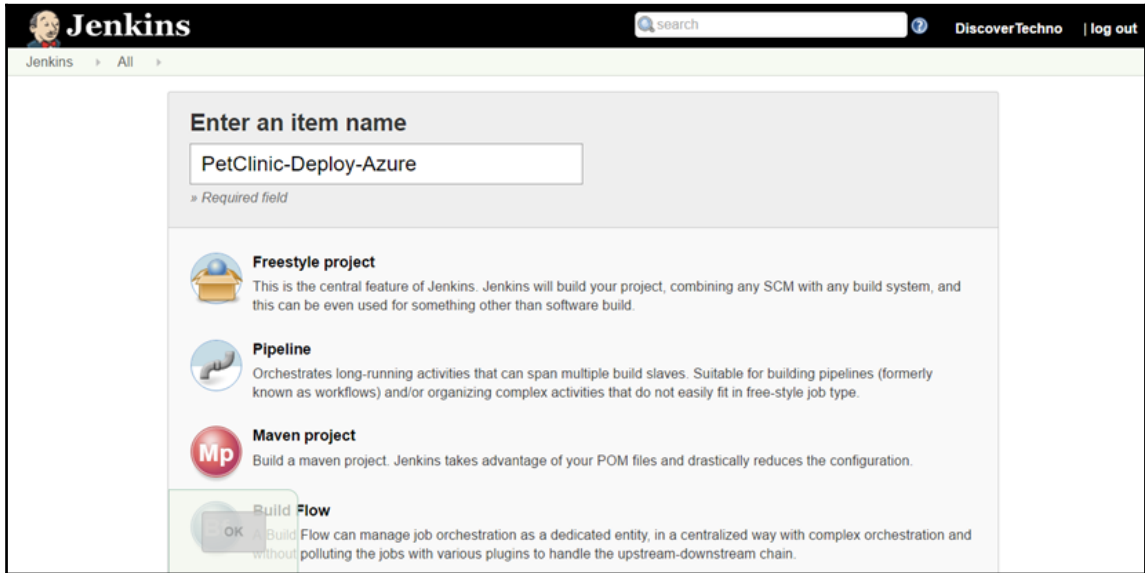 Jenkins
search
DiscoverTechno | log out
Jenkins All
Enter an item name
PetClinic-Deploy-Azure
» Required field
Freestyle project
This is the central feature of Jenkins. Jenkins will build your project, combining any SCM with any build system, and
this can be even used for something other than software build.
Pipeline
Orchestrates long-running activities that can span multiple build slaves. Suitable for building pipelines (formerly
known as workflows) and/or organizing complex activities that do not easily fit in free-style job type.
Mp
Maven project
Build a maven project. Jenkins takes advantage of your POM files and drastically reduces the configuration.
Build Flow
OK
A Build Flow can manage job orchestration as a dedicated entity, in a centralized way with complex orchestration and
without polluting the jobs with various plugins to handle the upstream-downstream chain.